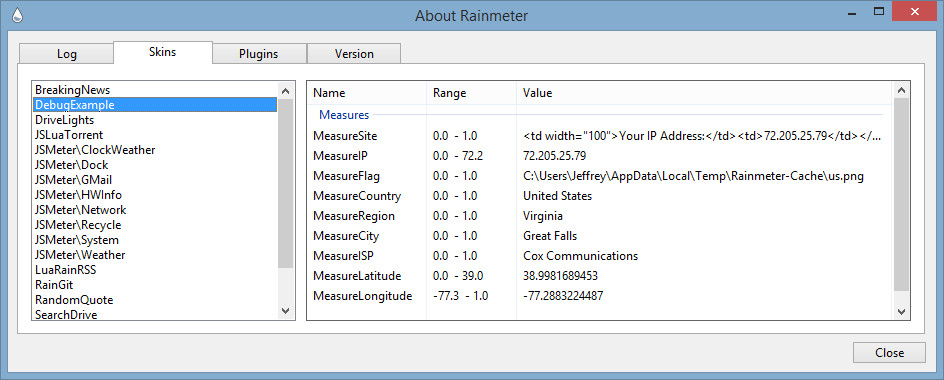 About Rainmeter
Log Skins Plugins Version
BreakingNews
DebugExample
DriveLights
JSLuaTorrent
JSMeter\ClockWeather
JSMeter\Dock
JSMeter\GMail
JSMeter\HWInfo
JSMeter\Network
JSMeter\Recycle
JSMeter\System
JSMeter\Weather
LuaRainRSS
RainGit
RandomQuote
SearchDrive
Name Range Value
Measures
MeasureSite 0.0 - 1.0 <td width="100">Your IP Address:</td><td>72.205.25.79</td></...
MeasureIP 0.0 - 72.2 72.205.25.79
MeasureFlag 0.0 - 1.0 C:\Users\Jeffrey\AppData\Local\Temp\Rainmeter-Cache\us.png
MeasureCountry 0.0 - 1.0 United States
MeasureRegion 0.0 - 1.0 Virginia
MeasureCity 0.0 - 1.0 Great Falls
MeasureISP 0.0 - 1.0 Cox Communications
MeasureLatitude 0.0 - 39.0 38.9981689453
MeasureLongitude -77.3 - 1.0 -77.2883224487
Close